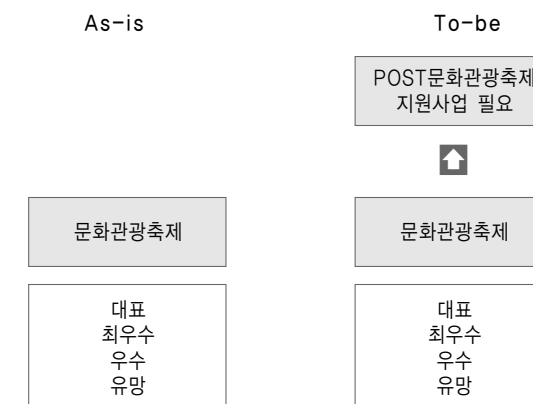 As-is
To-be
POST문화관광축제
지원사업 필요
문화관광축제
문화관광축제
대표
최우수
우수
유망
대표
최우수
우수
유망